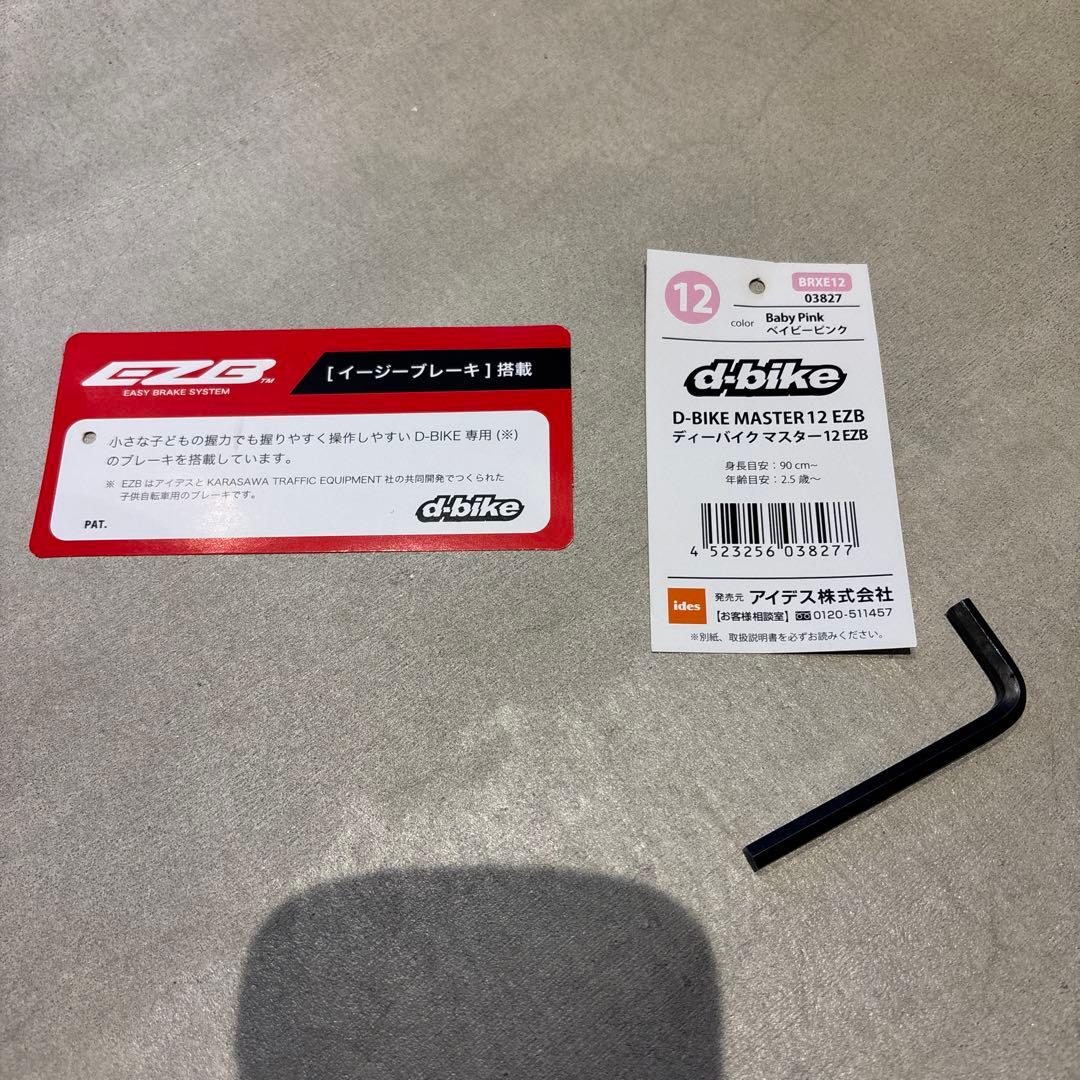 EZB TM
EASY BRAKE SYSTEM
[ イージーブレーキ ] 搭載
小さな子どもの握力でも握りやすく操作しやすい D-BIKE 専用 (※)
のブレーキを搭載しています。
※ EZB はアイデスと KARASAWA TRAFFIC EQUIPMENT 社の共同開発でつくられた
子供自転車用のブレーキです。
PAT.
d-bike
12
BRXE12
03827
color Baby Pink
ベイビーピンク
d-bike
D-BIKE MASTER 12 EZB
ディーバイク マスター 12 EZB
身長目安：90 cm~
年齢目安：2.5 歳~
4 523256 038277
ides
発売元 アイデス株式会社
【お客様相談室】 0120-511457
※別紙、取扱説明書を必ずお読みください。